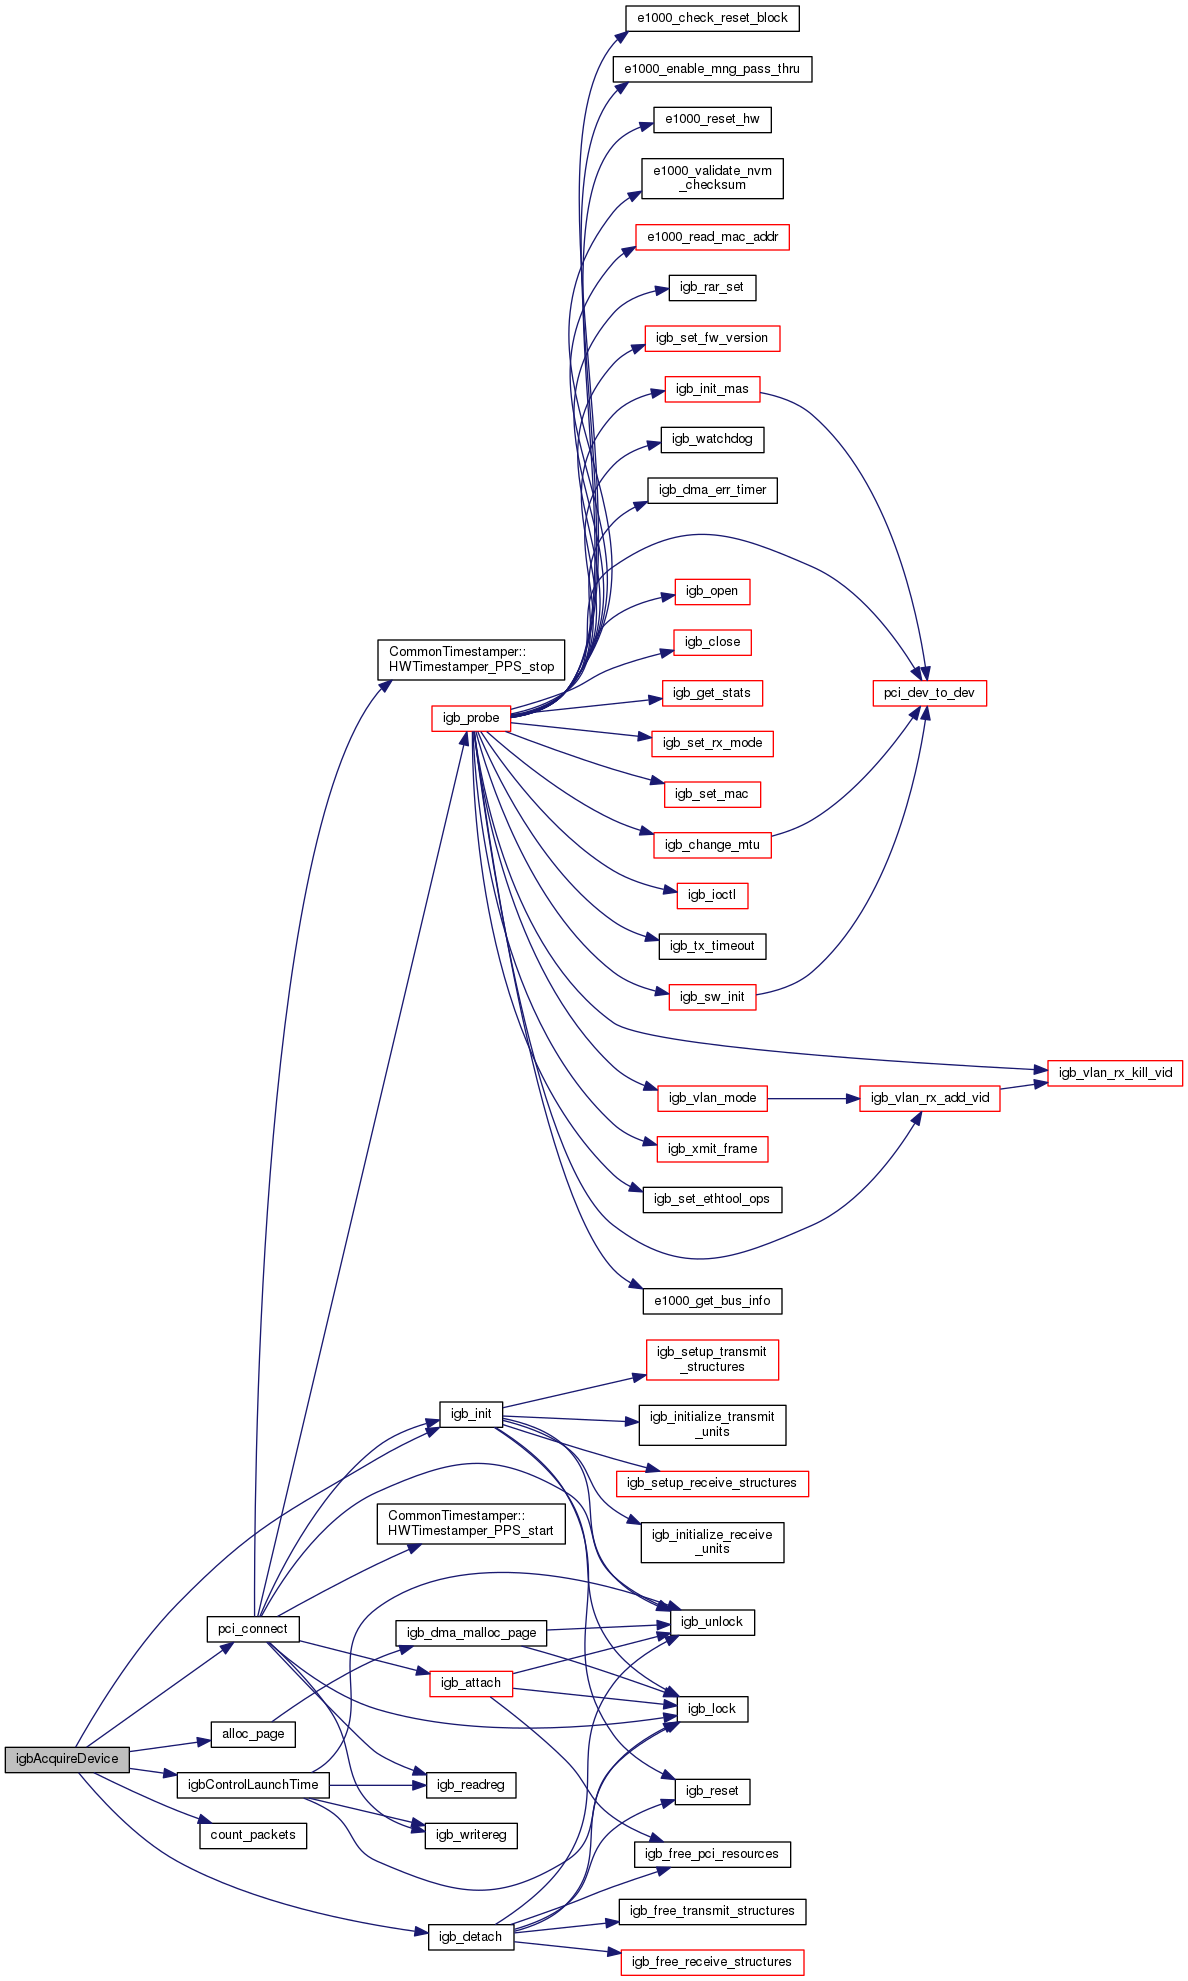 e1000_check_reset_block
e1000_enable_mng_pass_thru
e1000_reset_hw
e1000_validate_nvm
_checksum
e1000_read_mac_addr
igb_rar_set
igb_set_fw_version
igb_init_mas
igb_watchdog
igb_dma_err_timer
igb_open
igb_close
CommonTimestamper::
HWTimestamper_PPS_stop
igb_get_stats
pci_dev_to_dev
igb_probe
igb_set_rx_mode
igb_set_mac
igb_change_mtu
igb_ioctl
igb_tx_timeout
igb_sw_init
igb_vlan_rx_kill_vid
igb_vlan_mode
igb_vlan_rx_add_vid
igb_xmit_frame
igb_set_ethtool_ops
e1000_get_bus_info
igb_setup_transmit
_structures
igb_init
igb_initialize_transmit
_units
igb_setup_receive_structures
CommonTimestamper::
HWTimestamper_PPS_start
igb_initialize_receive
_units
pci_connect
igb_dma_malloc_page
igb_unlock
igb_attach
igb_lock
alloc_page
igbAcquireDevice
igbControlLaunchTime
igb_readreg
igb_reset
count_packets
igb_writereg
igb_free_pci_resources
igb_free_transmit_structures
igb_detach
igb_free_receive_structures